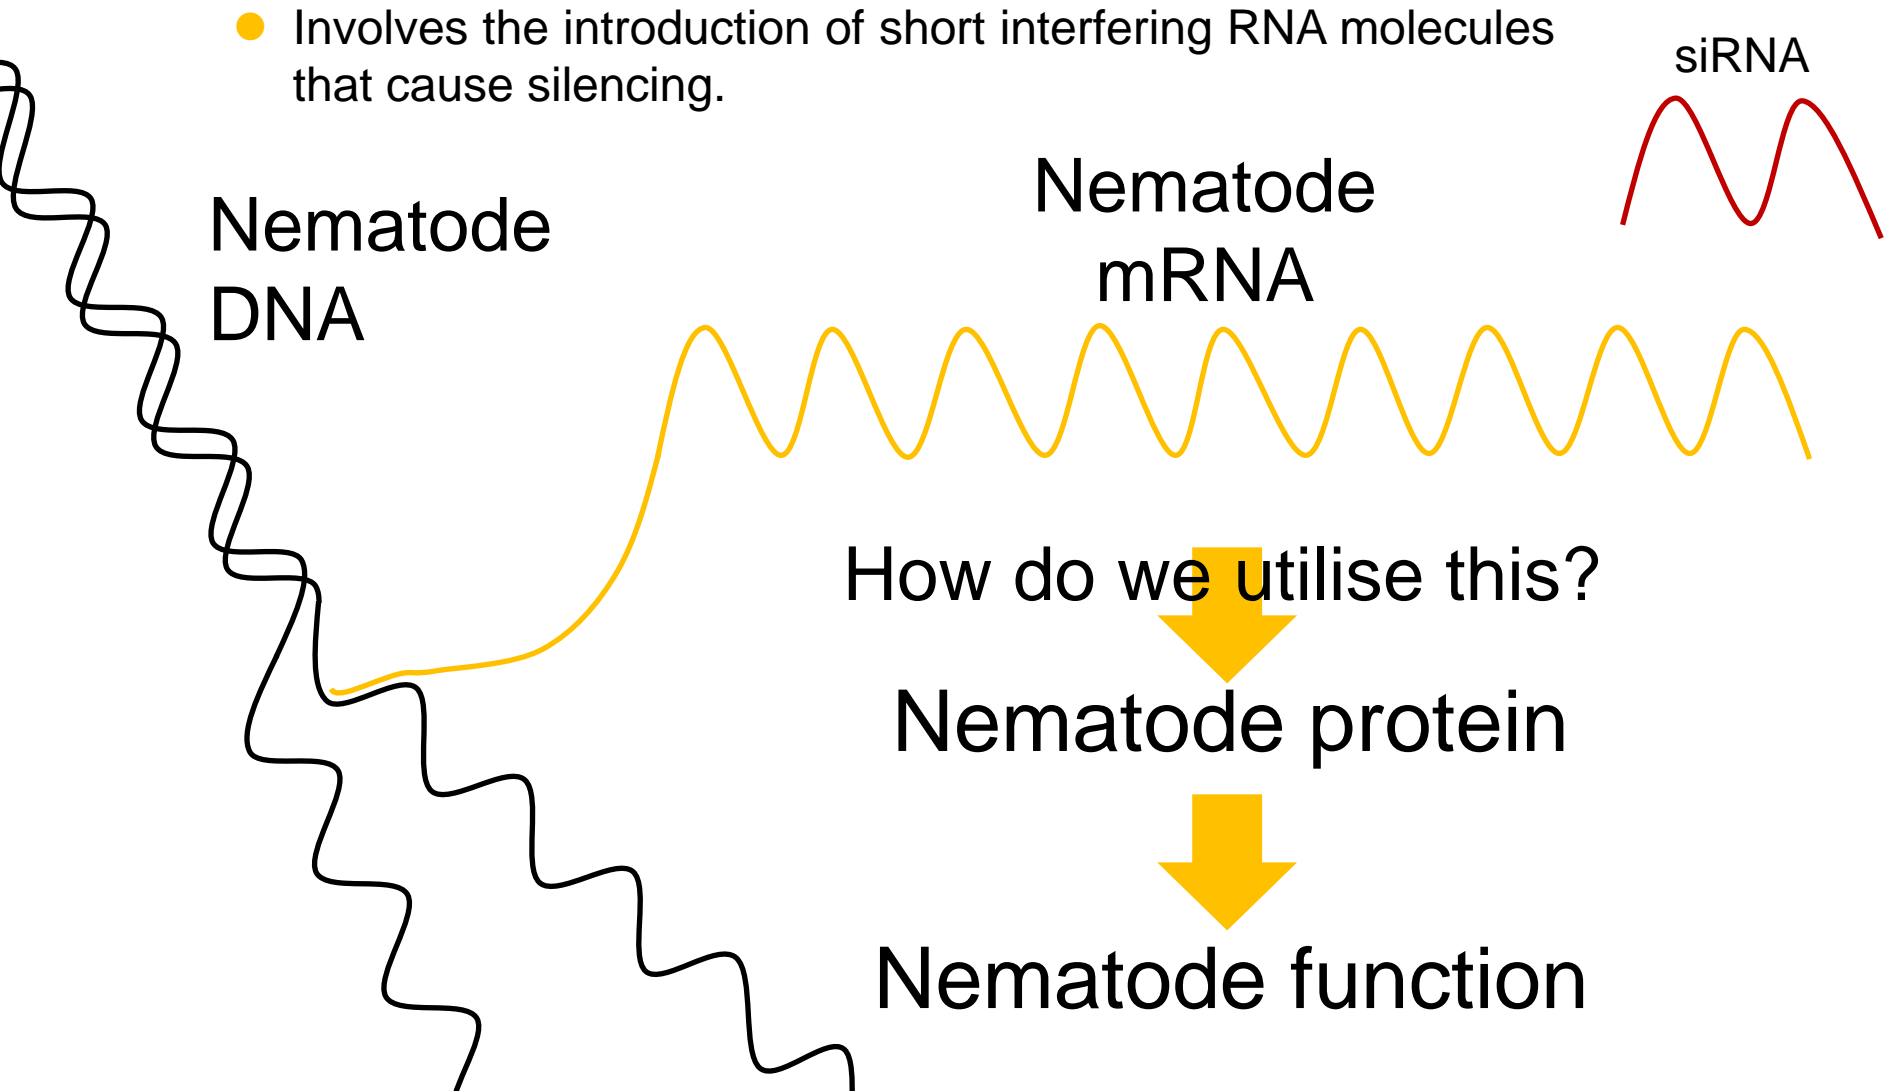 Involves the introduction of short interfering RNA molecules
that cause silencing.
siRNA
Nematode
DNA
Nematode
mRNA
How do we utilise this?
Nematode protein
Nematode function